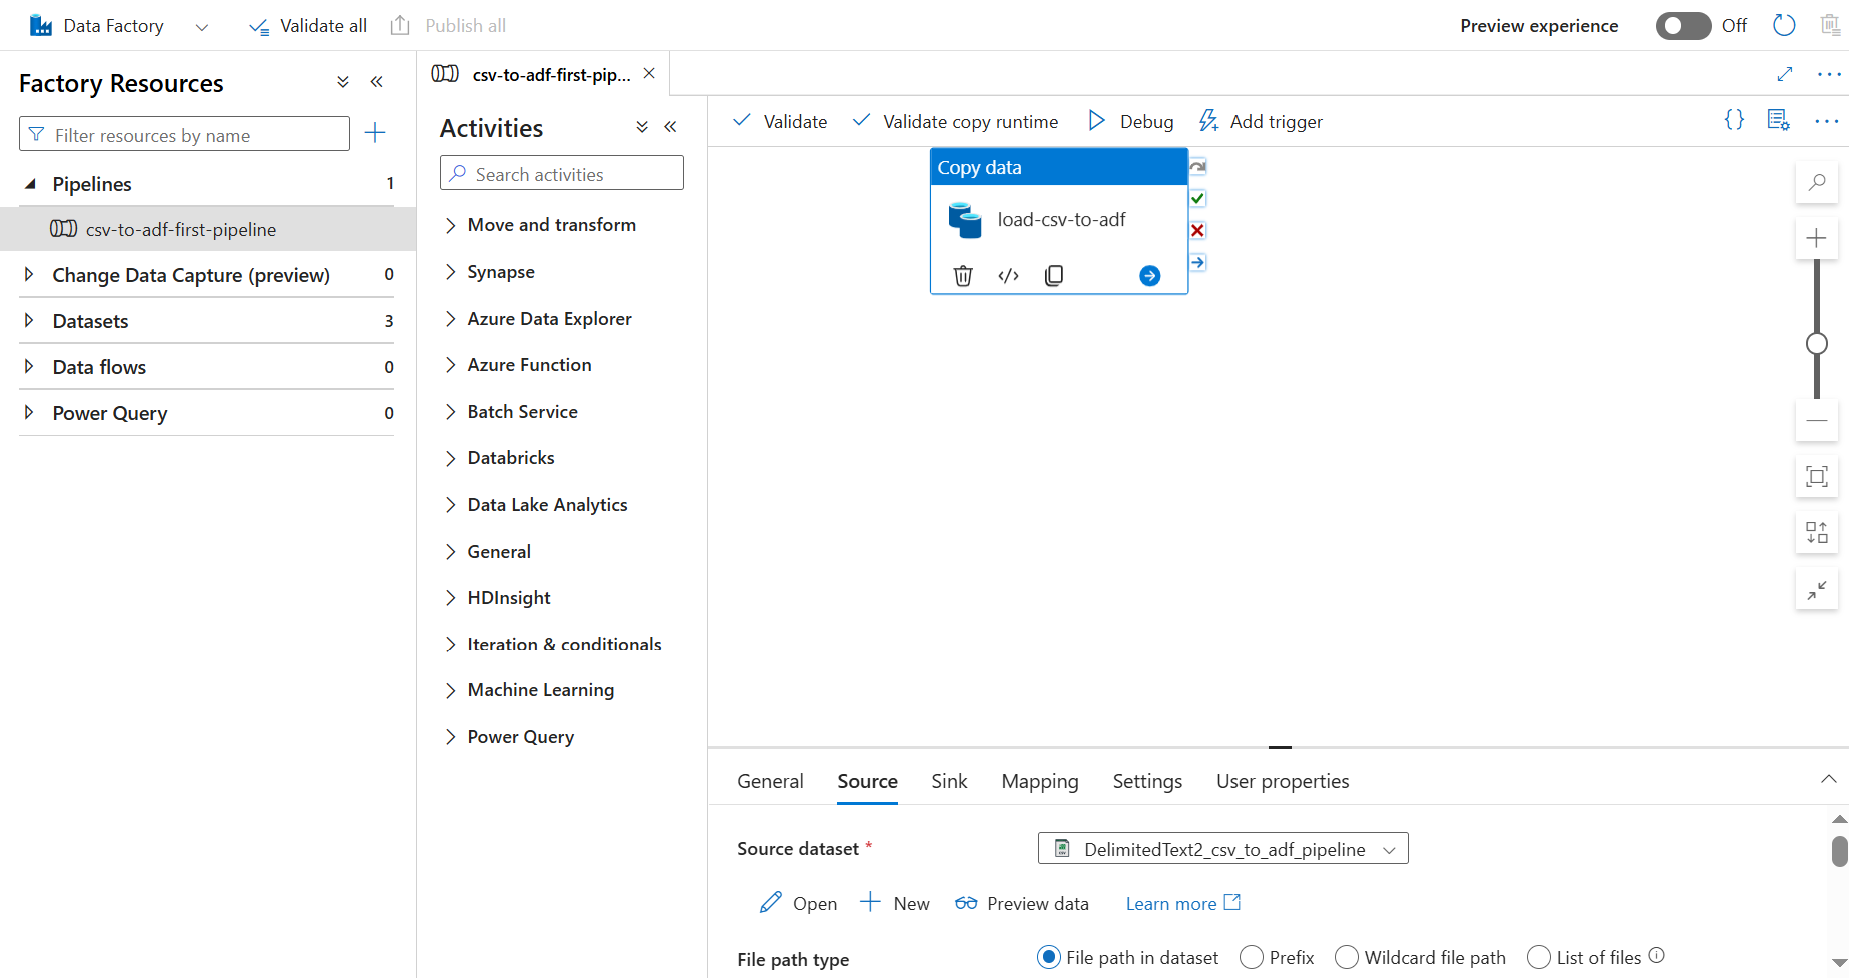 Data Factory
Validate all
Publish all
Preview experience
Off
Factory Resources
Filter resources by name
Pipelines 1
csv-to-adf-first-pipeline
Change Data Capture (preview) 0
Datasets 3
Data flows 0
Power Query 0
csv-to-adf-first-pip...
Activities
Search activities
Move and transform
Synapse
Azure Data Explorer
Azure Function
Batch Service
Databricks
Data Lake Analytics
General
HDInsight
Iteration & conditionals
Machine Learning
Power Query
Validate
Validate copy runtime
Debug
Add trigger
Copy data
load-csv-to-adf
General
Source
Sink
Mapping
Settings
User properties
Source dataset *
DelimitedText2_csv_to_adf_pipeline
Open
New
Preview data
Learn more
File path type
File path in dataset
Prefix
Wildcard file path
List of files